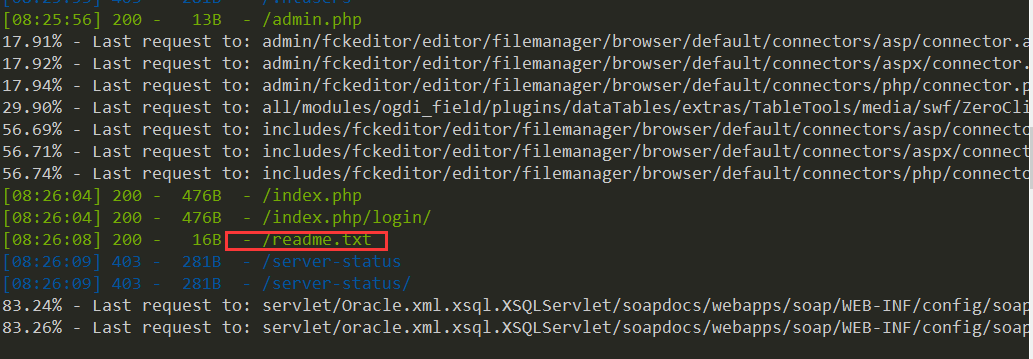 [08:25:56] 200 -   13B  - /admin.php
17.91% - Last request to: admin/fckeditor/editor/filemanager/browser/default/connectors/asp/connector.a
17.92% - Last request to: admin/fckeditor/editor/filemanager/browser/default/connectors/aspx/connector.
17.94% - Last request to: admin/fckeditor/editor/filemanager/browser/default/connectors/php/connector.p
29.90% - Last request to: all/modules/ogdi_field/plugins/dataTables/extras/TableTools/media/swf/ZeroCli
56.69% - Last request to: includes/fckeditor/editor/filemanager/browser/default/connectors/asp/connecto
56.71% - Last request to: includes/fckeditor/editor/filemanager/browser/default/connectors/aspx/connect
56.74% - Last request to: includes/fckeditor/editor/filemanager/browser/default/connectors/php/connecto
[08:26:04] 200 -  476B  - /index.php
[08:26:04] 200 -  476B  - /index.php/login/
[08:26:08] 200 -   16B  - /readme.txt
[08:26:09] 403 -  281B  - /server-status
[08:26:09] 403 -  281B  - /server-status/
83.24% - Last request to: servlet/Oracle.xml.xsql.XSQLServlet/soapdocs/webapps/soap/WEB-INF/config/soap
83.26% - Last request to: servlet/oracle.xml.xsql.XSQLServlet/soapdocs/webapps/soap/WEB-INF/config/soap